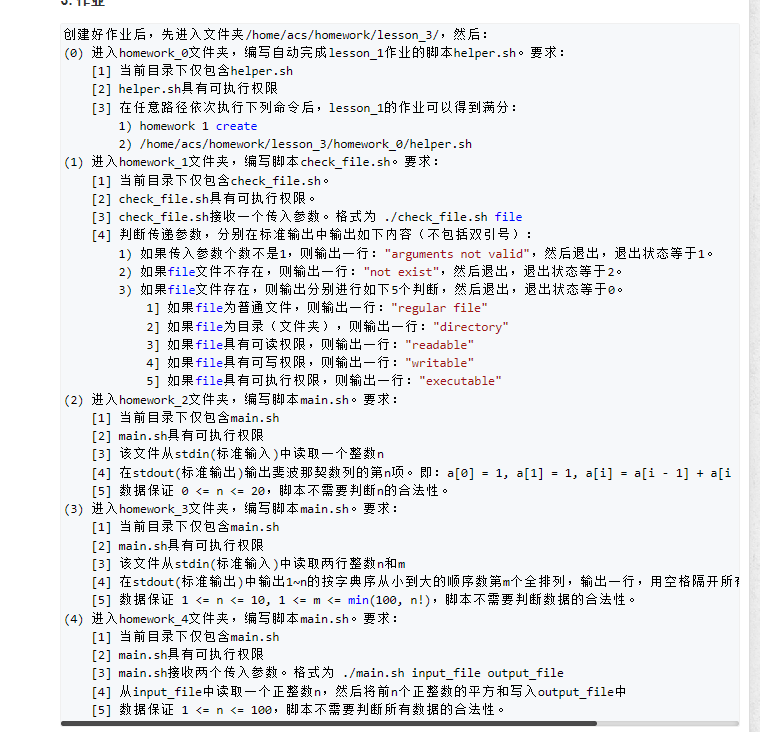 3. 作业
创建好作业后，先进入文件夹/home/acs/homework/lesson_3/，然后：
(0) 进入homework_0文件夹，编写自动完成lesson_1作业的脚本helper.sh。要求：
[1] 当前目录下仅包含helper.sh
[2] helper.sh具有可执行权限
[3] 在任意路径依次执行下列命令后，lesson_1的作业可以得到满分：
1) homework 1 create
2) /home/acs/homework/lesson_3/homework_0/helper.sh
(1) 进入homework_1文件夹，编写脚本check_file.sh。要求：
[1] 当前目录下仅包含check_file.sh。
[2] check_file.sh具有可执行权限。
[3] check_file.sh接收一个传入参数。格式为 ./check_file.sh file
[4] 判断传递参数，分别在标准输出中输出如下内容（不包括双引号）：
1) 如果传入参数个数不是1，则输出一行："arguments not valid"，然后退出，退出状态等于1。
2) 如果file文件不存在，则输出一行："not exist"，然后退出，退出状态等于2。
3) 如果file文件存在，则输出分别进行如下5个判断，然后退出，退出状态等于0。
1] 如果file为普通文件，则输出一行："regular file"
2] 如果file为目录（文件夹），则输出一行："directory"
3] 如果file具有可读权限，则输出一行："readable"
4] 如果file具有可写权限，则输出一行："writable"
5] 如果file具有可执行权限，则输出一行："executable"
(2) 进入homework_2文件夹，编写脚本main.sh。要求：
[1] 当前目录下仅包含main.sh
[2] main.sh具有可执行权限
[3] 该文件从stdin(标准输入)中读取一个整数n
[4] 在stdout(标准输出)输出斐波那契数列的第n项。即：a[0] = 1, a[1] = 1, a[i] = a[i - 1] + a[i
[5] 数据保证 0 <= n <= 20，脚本不需要判断n的合法性。
(3) 进入homework_3文件夹，编写脚本main.sh。要求：
[1] 当前目录下仅包含main.sh
[2] main.sh具有可执行权限
[3] 该文件从stdin(标准输入)中读取两行整数n和m
[4] 在stdout(标准输出)中输出1~n的按字典序从小到大的顺序数第m个全排列，输出一行，用空格隔开所有
[5] 数据保证 1 <= n <= 10, 1 <= m <= min(100, n!)，脚本不需要判断数据的合法性。
(4) 进入homework_4文件夹，编写脚本main.sh。要求：
[1] 当前目录下仅包含main.sh
[2] main.sh具有可执行权限
[3] main.sh接收两个传入参数。格式为 ./main.sh input_file output_file
[4] 从input_file中读取一个正整数n，然后将前n个正整数的平方和写入output_file中
[5] 数据保证 1 <= n <= 100，脚本不需要判断所有数据的合法性。